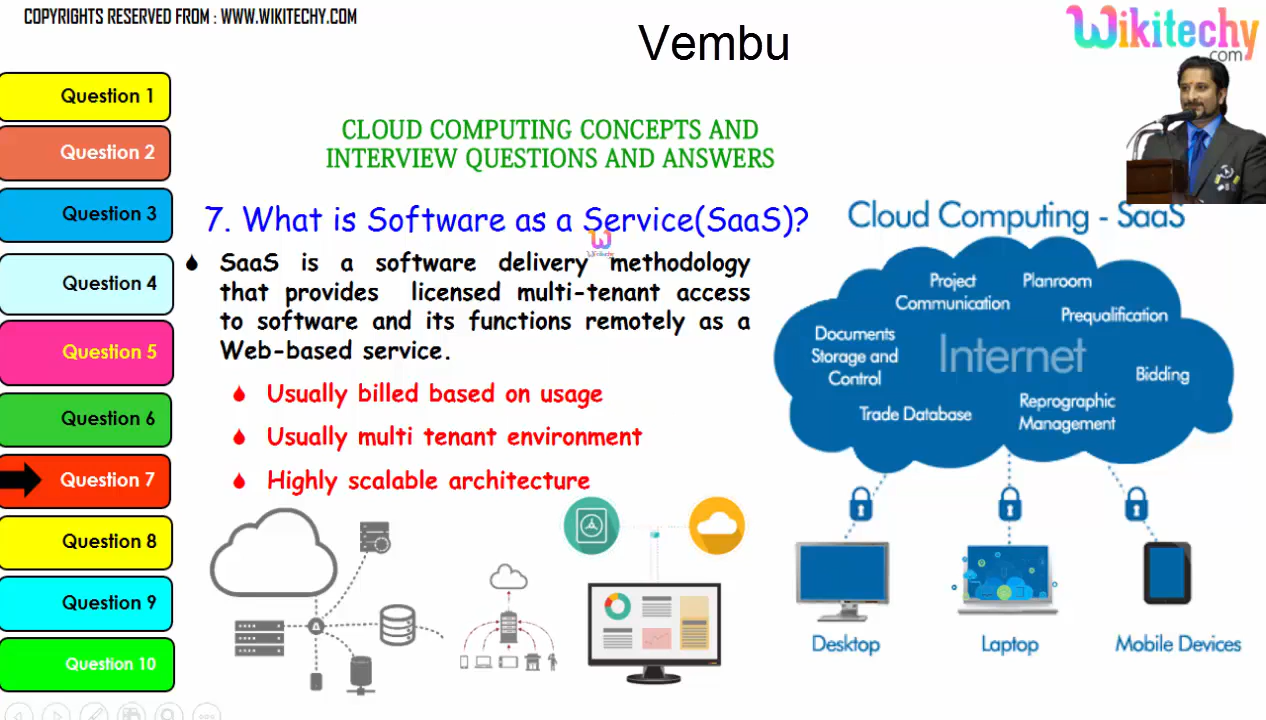 COPYRIGHTS RESERVED FROM : WWW.WIKITECHY.COM
Vembu
Wikitechy
.com
Question 1
Question 2
Question 3
Question 4
Question 5
Question 6
Question 7
Question 8
Question 9
Question 10
CLOUD COMPUTING CONCEPTS AND
INTERVIEW QUESTIONS AND ANSWERS
7. What is Software as a Service(SaaS)?
Wikitechy
SaaS is a software delivery methodology
that provides licensed multi-tenant access
to software and its functions remotely as a
Web-based service.
Usually billed based on usage
Usually multi tenant environment
Highly scalable architecture
Cloud Computing - SaaS
Project
Communication
Planroom
Prequalification
Documents
Storage and
Control
Internet
Bidding
Trade Database
Reprographic
Management
Desktop
Laptop
Mobile Devices